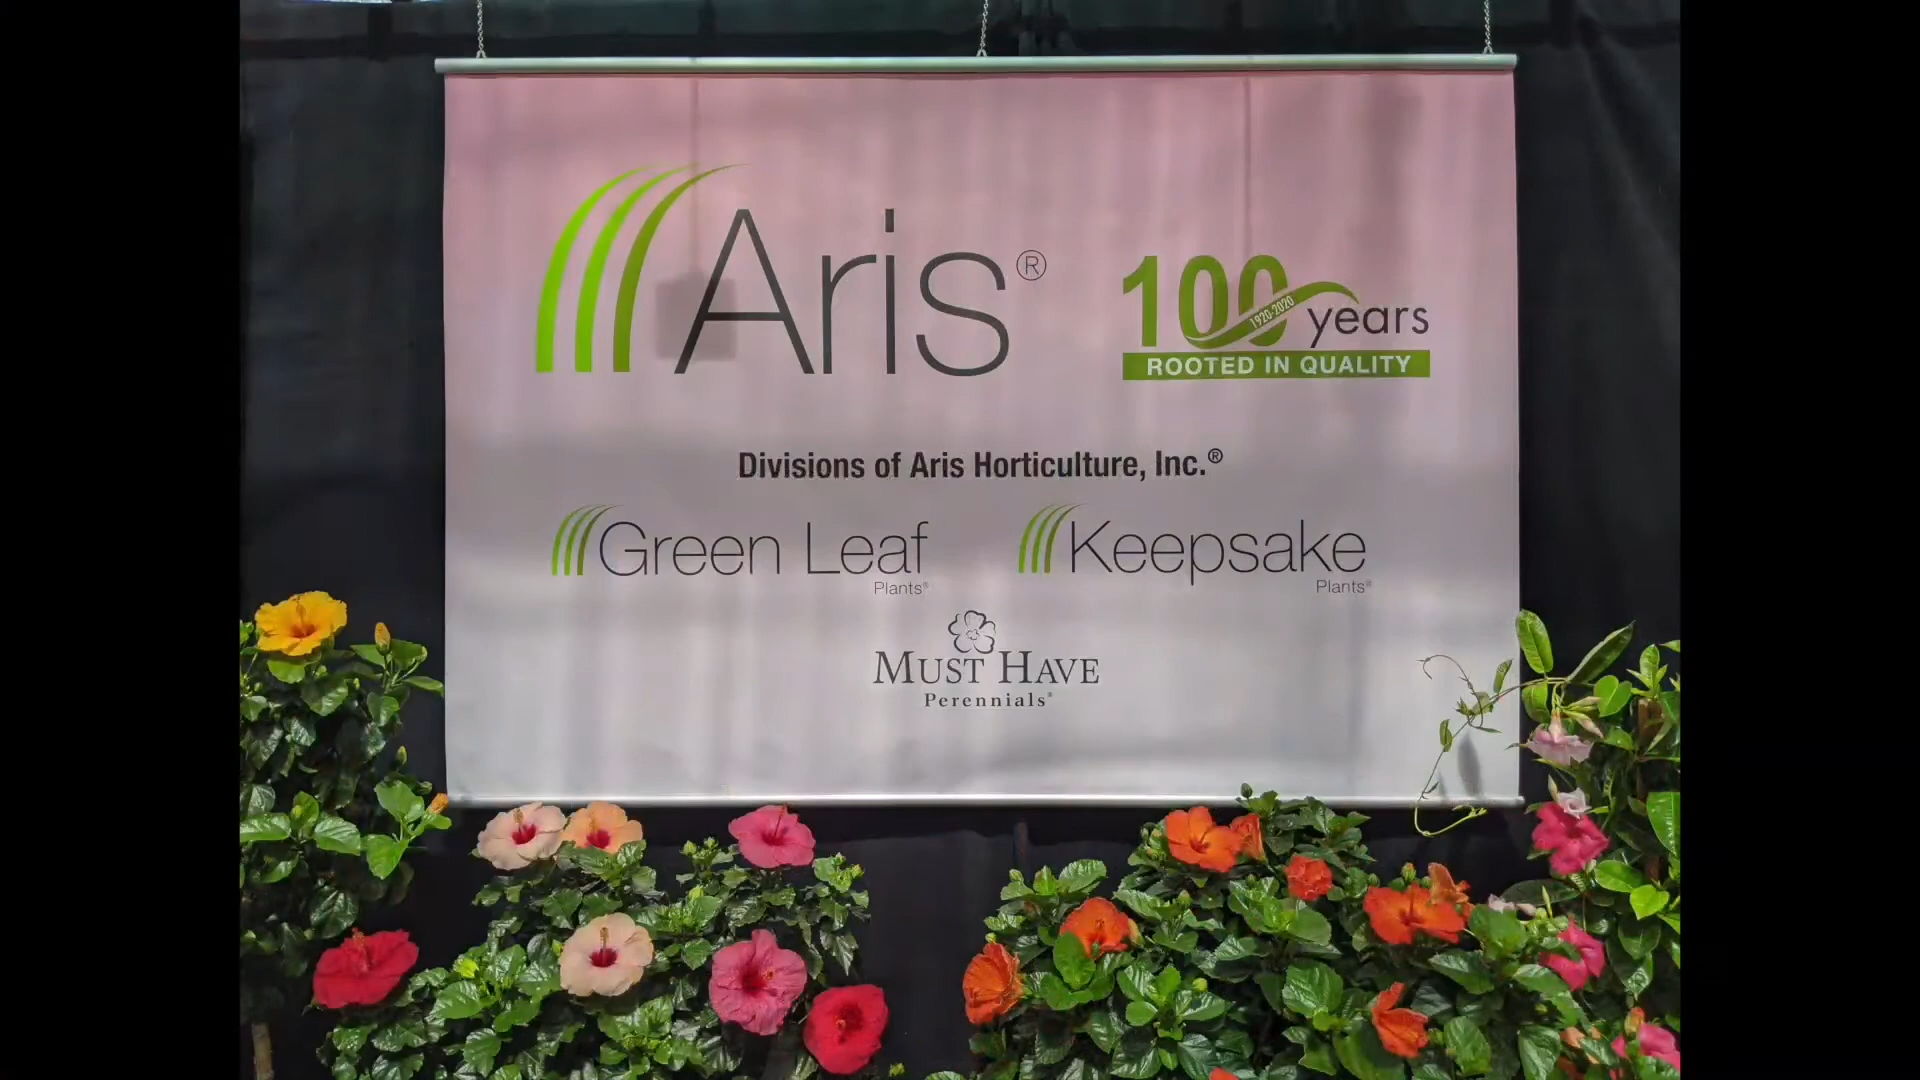 Aris®
100 years
1920-2020
ROOTED IN QUALITY
Divisions of Aris Horticulture, Inc.®
Green Leaf
Plants®
Keepsake
Plants®
MUST HAVE
Perennials®